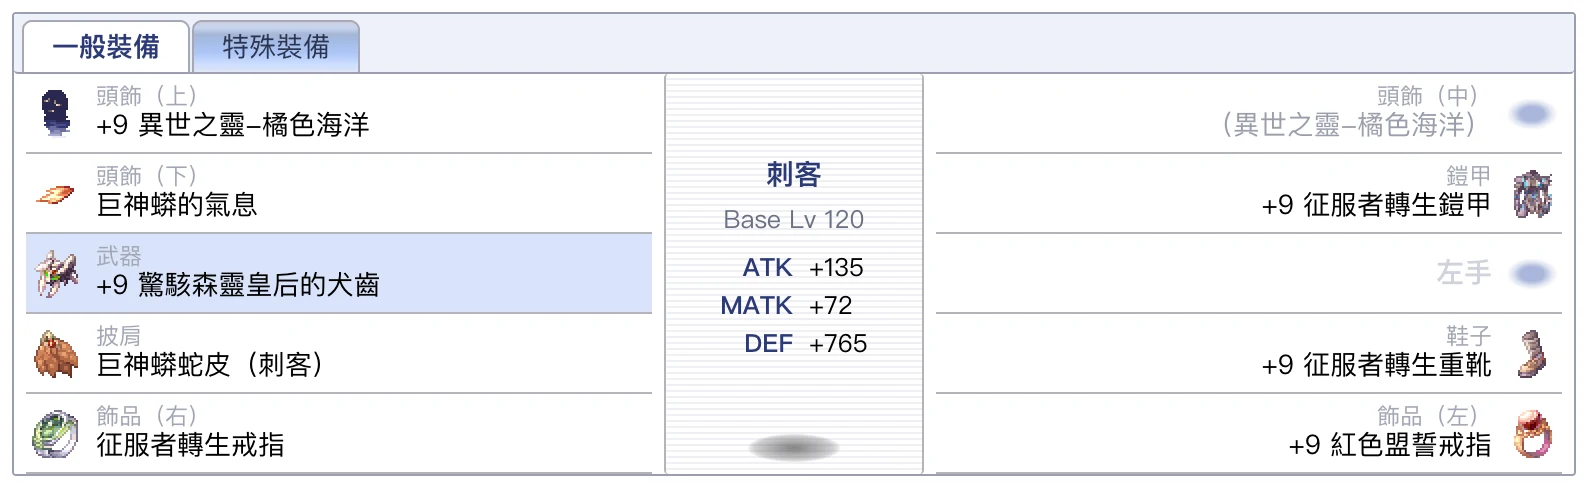 一般裝備
特殊裝備
頭飾（上）
+9 異世之靈–橘色海洋
頭飾（下）
巨神蟒的氣息
武器
+9 驚駭森靈皇后的犬齒
披肩
巨神蟒蛇皮（刺客）
飾品（右）
征服者轉生戒指
刺客
Base Lv 120
ATK +135
MATK +72
DEF +765
頭飾（中）
（異世之靈–橘色海洋）
鎧甲
+9 征服者轉生鎧甲
左手
鞋子
+9 征服者轉生重靴
飾品（左）
+9 紅色盟誓戒指